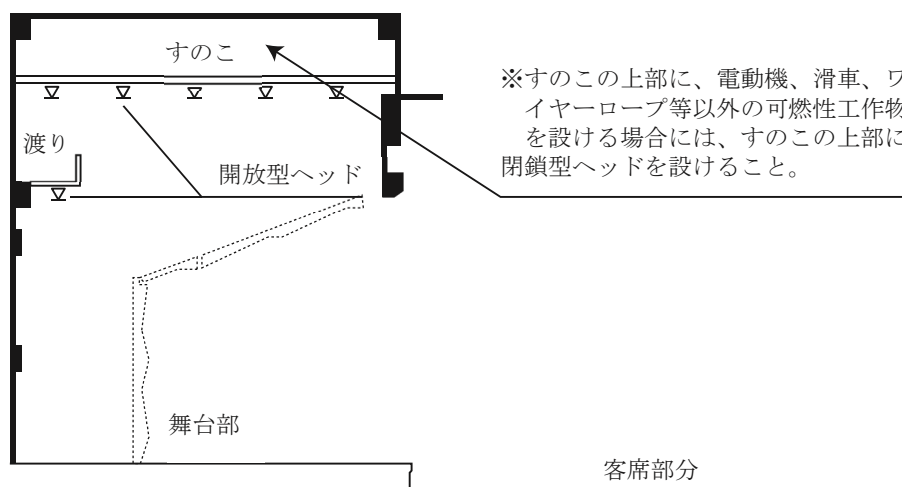 すのこ
※すのこの上部に、電動機、滑車、ワ
イヤーロープ等以外の可燃性工作物
を設ける場合には、すのこの上部に
閉鎖型ヘッドを設けること。
渡り
開放型ヘッド
舞台部
客席部分